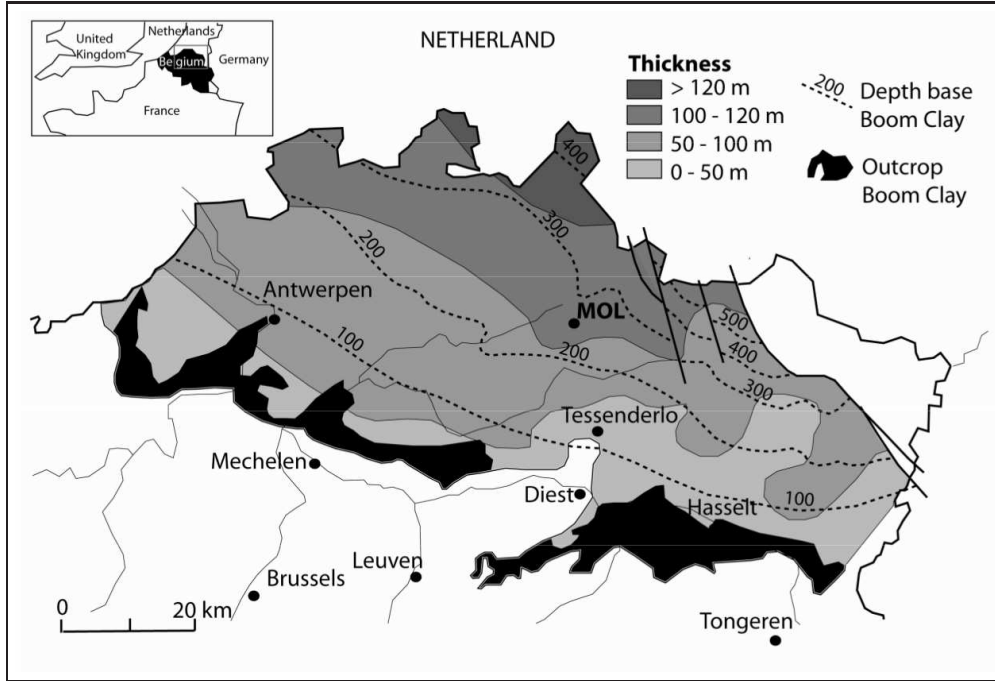 Netherlands
United
Kingdom
Belgium
Germany
France
NETHERLAND
Thickness
> 120 m
100 - 120 m
50 - 100 m
0 - 50 m
200
Depth base
Boom Clay
Outcrop
Boom Clay
400
300
200
Antwerpen
MOL
500
100
200
400
300
Tessenderlo
Mechelen
Diest
100
Hasselt
Leuven
Brussels
0 20 km
Tongeren